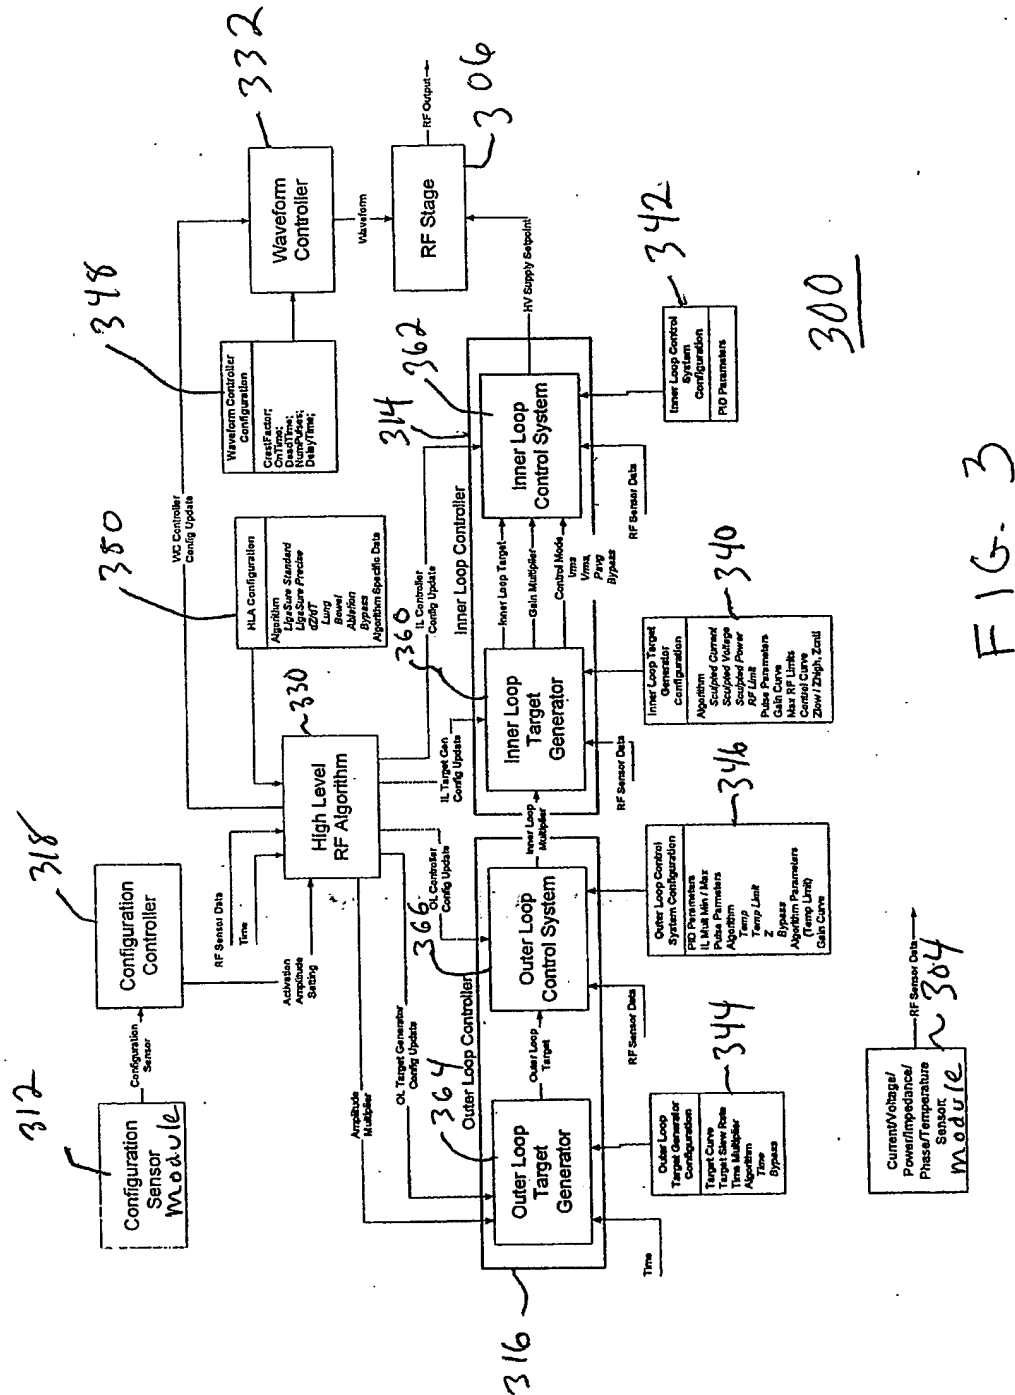 312
Configuration
Sensor
module
Configuration
Sensor
318
Configuration
Controller
RF Sensor Data
Time
Activation
Amplitude
Setting
High Level
RF Algorithm
330
380
HLA Configuration
Algorithm
LigaSure Standard
LigaSure Precise
dZ/dT
Lung
Bowel
Ablation
Bypass
Algorithm Specific Data
WC Controller
Config Update
348
Waveform Controller
Configuration
CrestFactor;
OnTime;
DeadTime;
NumPulses;
DelayTime;
332
Waveform
Controller
Waveform
RF Stage
306
RF Output
HV Supply Setpoint
Amplitude
Multiplier
OL Target Generator
Config Update
OL Controller
Config Update
IL Target Gen
Config Update
IL Controller
Config Update
316
Outer Loop Controller
364
Outer Loop
Target
Generator
Outer Loop
Target
366
Outer Loop
Control System
Inner Loop
Multiplier
Inner Loop Controller
314
360
Inner Loop
Target
Generator
Inner Loop Target
Gain Multiplier
Control Mode
Vrms
Vrms,
Pavg
Bypass
362
Inner Loop
Control System
Time
RF Sensor Data
RF Sensor Data
RF Sensor Data
Outer Loop
Target Generator
Configuration
Target Curve
Target Slew Rate
Time Multiplier
Algorithm
Time
Bypass
344
Outer Loop Control
System Configuration
PID Parameters
IL Mult Min / Max
Pulse Parmeters
Algorithm
Temp
Temp Limit
Z
Bypass
Algorithm Parameters
(Temp Limit)
Gain Curve
346
Inner Loop Target
Generator
Configuration
Algorithm
Sculpted Current
Sculpted Voltage
Sculpted Power
RF Limit
Pulse Parameters
Gain Curve
Max RF Limits
Control Curve
Zlow / Zhigh, Zcntl
340
Inner Loop Control
System
Configuration
PID Parameters
342
Current/Voltage/
Power/Impedance/
Phase/Temperature
Sensor
module
RF Sensor Data
304
300
FIG. 3